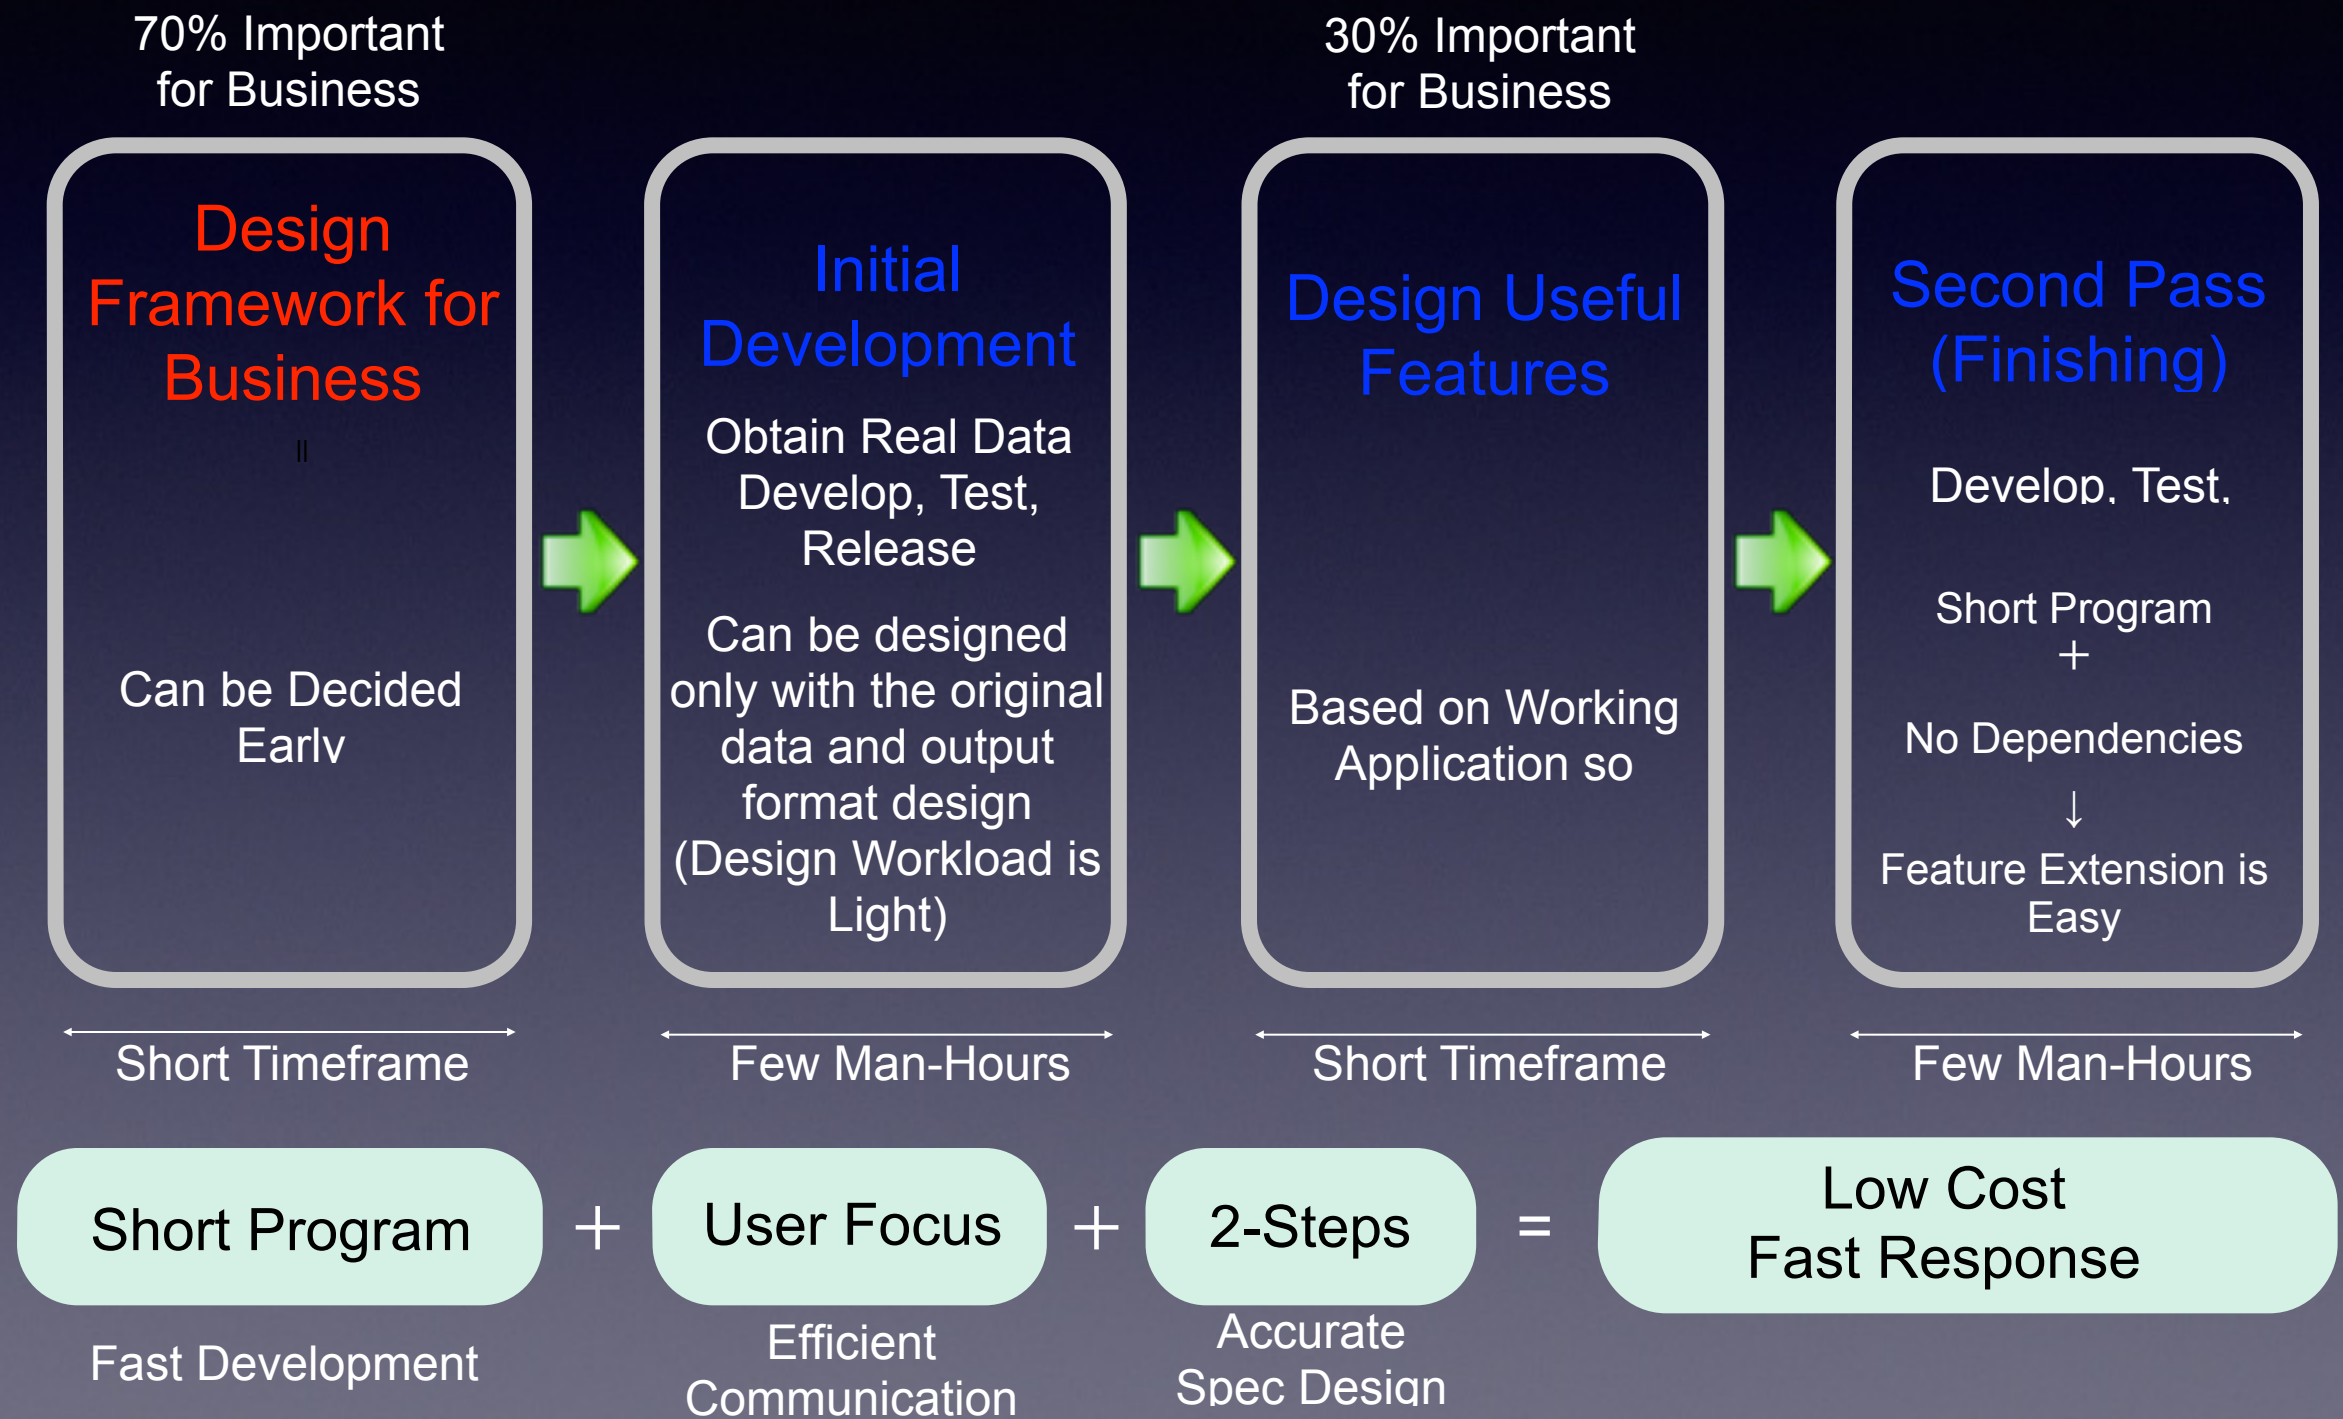 70% Important
for Business
30% Important
for Business
Design
Framework for
Business
=
Can be Decided
Early
Initial
Development
Obtain Real Data
Develop, Test,
Release
Can be designed
only with the original
data and output
format design
(Design Workload is
Light)
Design Useful
Features
Based on Working
Application so
Second Pass
(Finishing)
Develop, Test,
Short Program
+
No Dependencies
↓
Feature Extension is
Easy
Short Timeframe
Few Man-Hours
Short Timeframe
Few Man-Hours
Short Program
+
User Focus
+
2-Steps
=
Low Cost
Fast Response
Fast Development
Efficient
Communication
Accurate
Spec Design